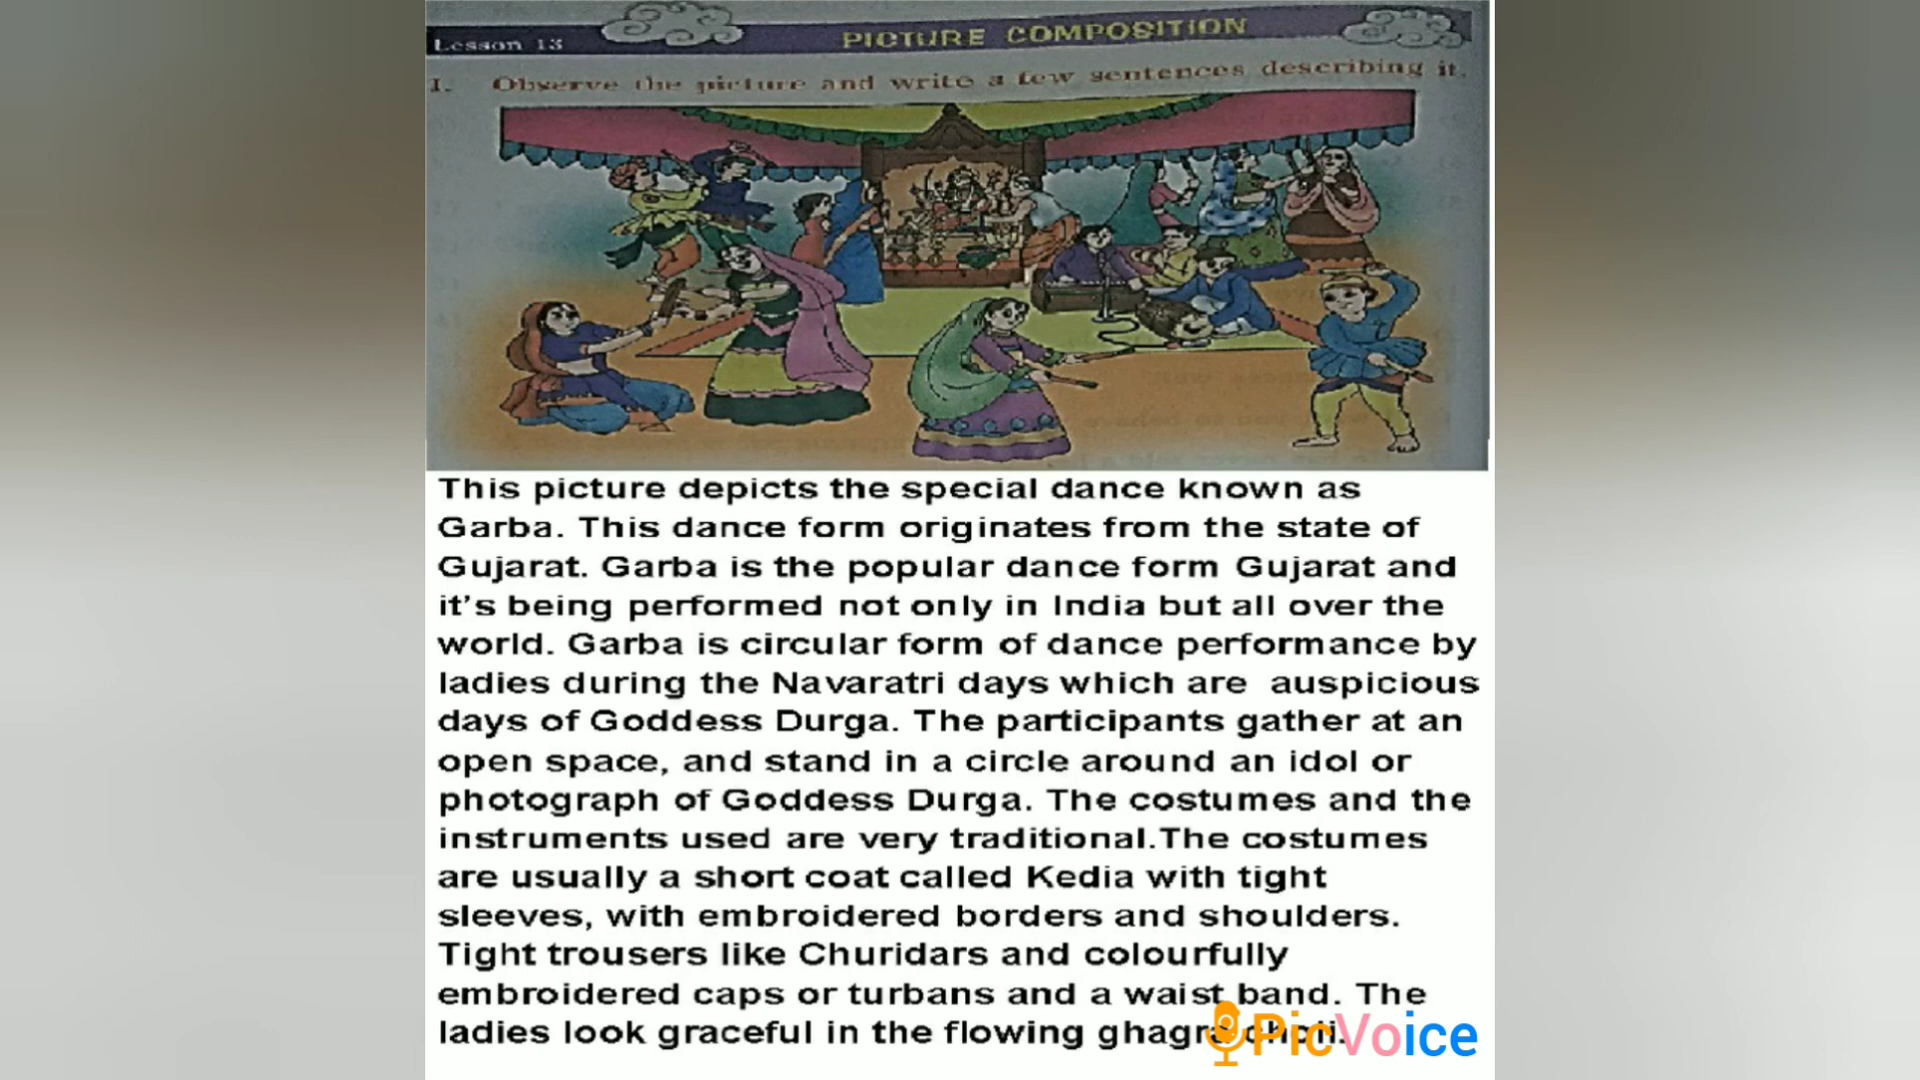 Lesson 13
PICTURE COMPOSITION
I. Observe the picture and write a few sentences describing it.
This picture depicts the special dance known as
Garba. This dance form originates from the state of
Gujarat. Garba is the popular dance form Gujarat and
it's being performed not only in India but all over the
world. Garba is circular form of dance performance by
ladies during the Navaratri days which are auspicious
days of Goddess Durga. The participants gather at an
open space, and stand in a circle around an idol or
photograph of Goddess Durga. The costumes and the
instruments used are very traditional.The costumes
are usually a short coat called Kedia with tight
sleeves, with embroidered borders and shoulders.
Tight trousers like Churidars and colourfully
embroidered caps or turbans and a waist band. The
ladies look graceful in the flowing ghagra choli.
PicVoice